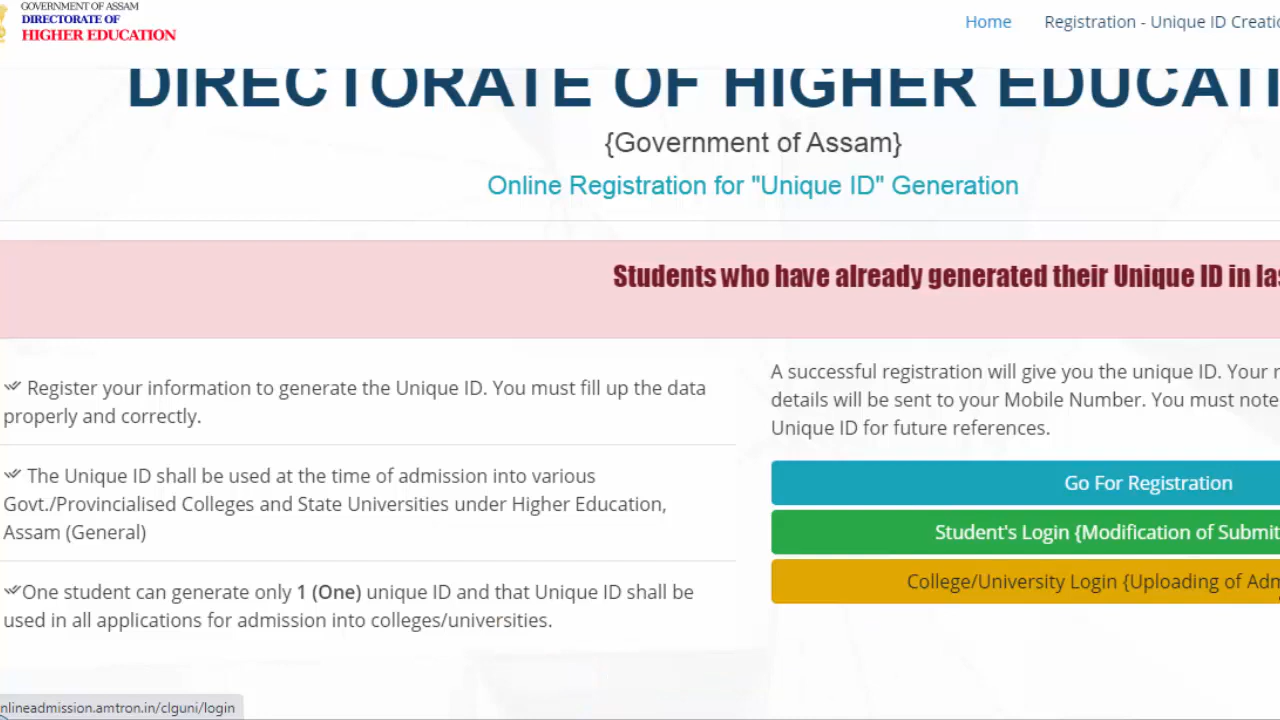 GOVERNMENT OF ASSAM
DIRECTORATE OF
HIGHER EDUCATION
Home Registration - Unique ID
DIRECTORATE OF HIGHER
{Government of Assam}
Online Registration for "Unique ID" Generation
Students who have already generated their Unique ID in
Register your information to generate the Unique ID. You must fill up the data
properly and correctly.
The Unique ID shall be used at the time of admission into various
Govt./Provincialised Colleges and State Universities under Higher Education,
Assam (General)
One student can generate only 1 (One) unique ID and that Unique ID shall be
used in all applications for admission into colleges/universities.
A successful registration will give you the unique ID. Your
details will be sent to your Mobile Number. You must note
Unique ID for future references.
Go For Registration
Student's Login {Modification of
College/University Login {Uploading of
nlineadmission.amtron.in/clguni/login